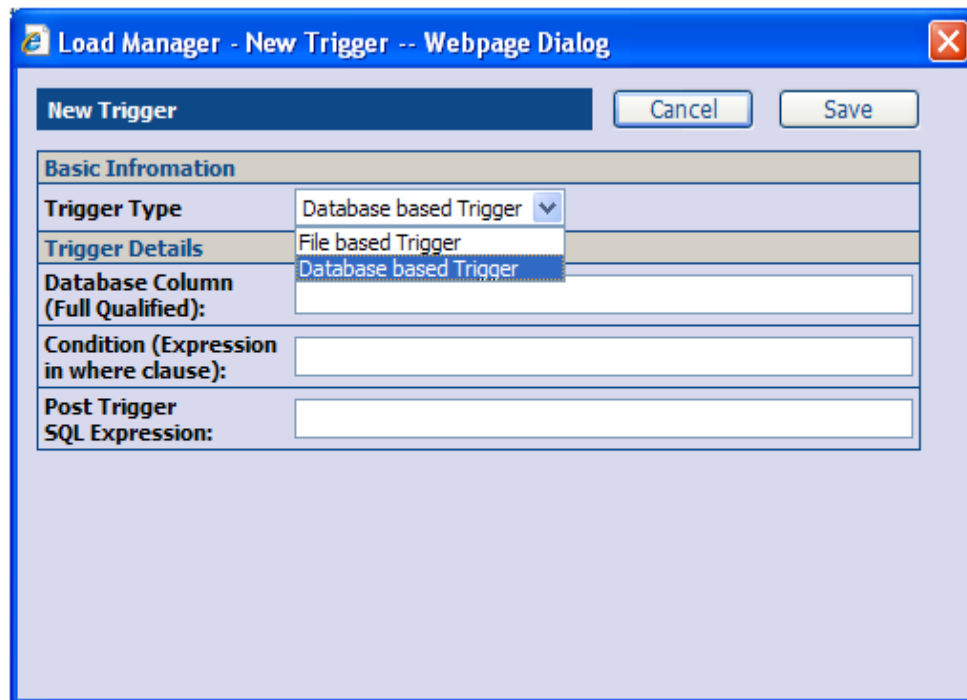 Load Manager - New Trigger -- Webpage Dialog
New Trigger
Cancel
Save
Basic Infromation
Trigger Type
Database based Trigger
File based Trigger
Database based Trigger
Trigger Details
Database Column
(Full Qualified):
Condition (Expression
in where clause):
Post Trigger
SQL Expression: